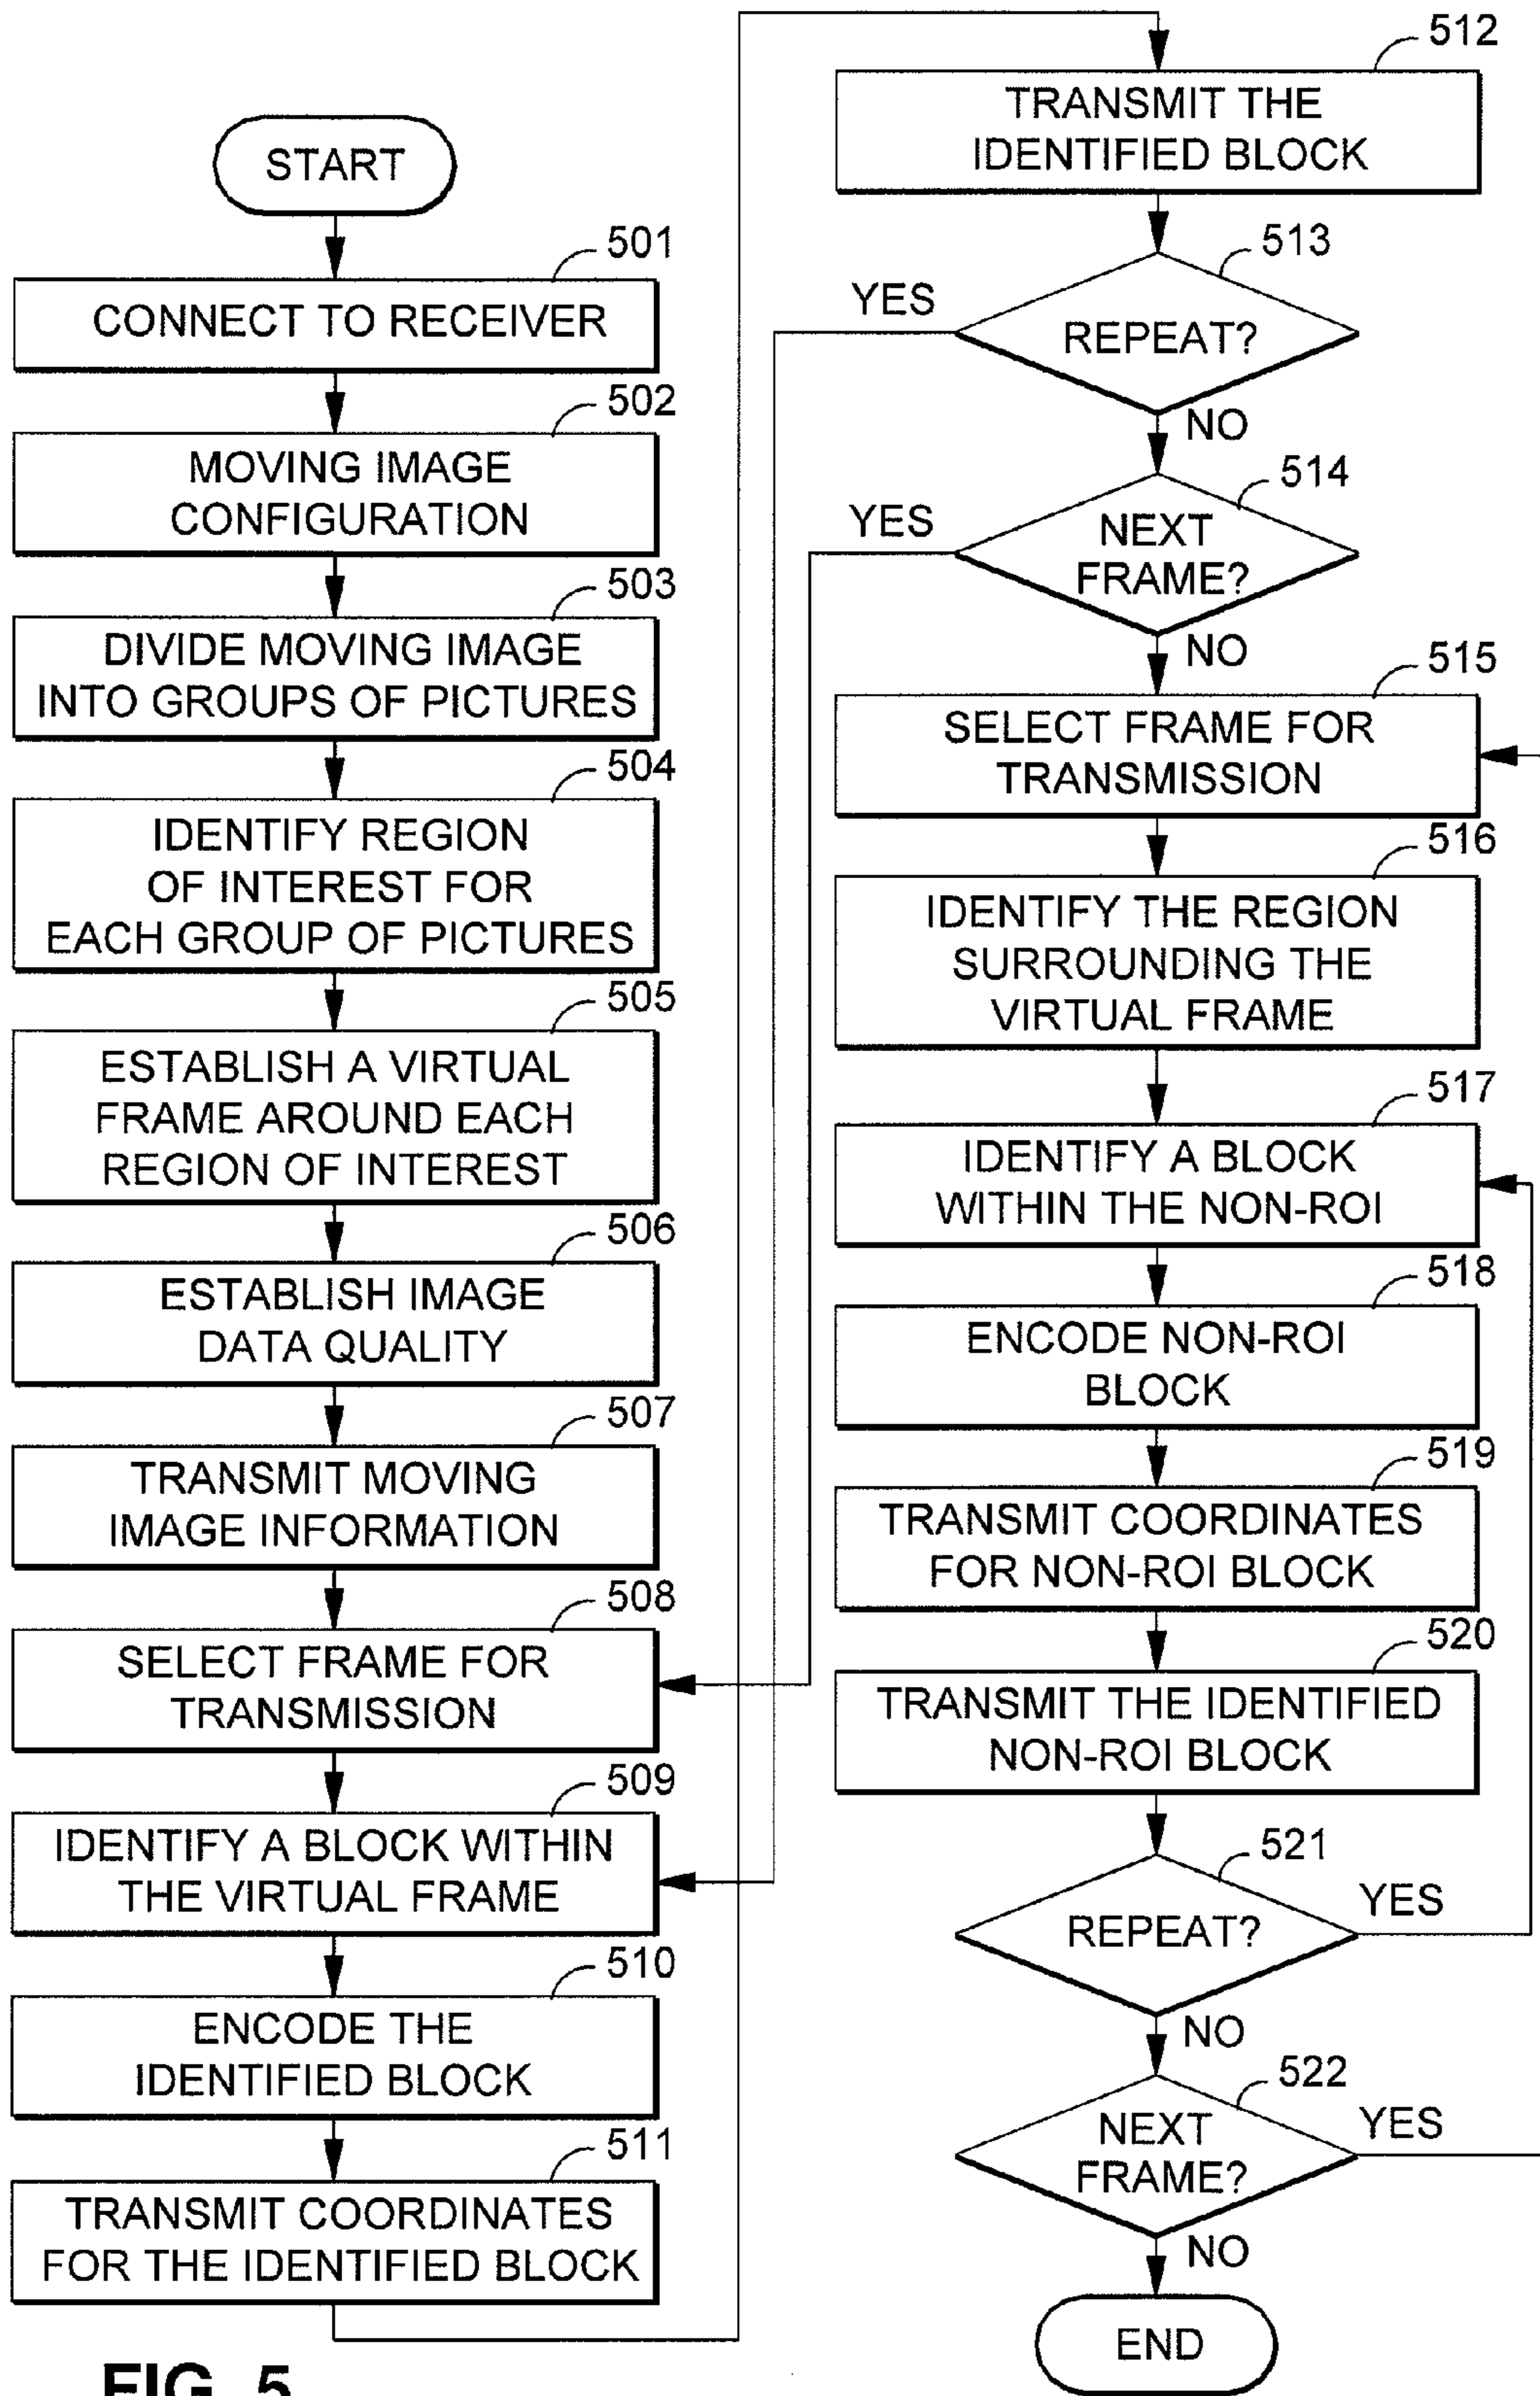 START
501
CONNECT TO RECEIVER
502
MOVING IMAGE
CONFIGURATION
503
DIVIDE MOVING IMAGE
INTO GROUPS OF PICTURES
504
IDENTIFY REGION
OF INTEREST FOR
EACH GROUP OF PICTURES
505
ESTABLISH A VIRTUAL
FRAME AROUND EACH
REGION OF INTEREST
506
ESTABLISH IMAGE
DATA QUALITY
507
TRANSMIT MOVING
IMAGE INFORMATION
508
SELECT FRAME FOR
TRANSMISSION
509
IDENTIFY A BLOCK WITHIN
THE VIRTUAL FRAME
510
ENCODE THE
IDENTIFIED BLOCK
511
TRANSMIT COORDINATES
FOR THE IDENTIFIED BLOCK
512
TRANSMIT THE
IDENTIFIED BLOCK
513
YES
REPEAT?
NO
514
YES
NEXT
FRAME?
NO
515
SELECT FRAME FOR
TRANSMISSION
516
IDENTIFY THE REGION
SURROUNDING THE
VIRTUAL FRAME
517
IDENTIFY A BLOCK
WITHIN THE NON-ROI
518
ENCODE NON-ROI
BLOCK
519
TRANSMIT COORDINATES
FOR NON-ROI BLOCK
520
TRANSMIT THE IDENTIFIED
NON-ROI BLOCK
521
REPEAT?
YES
NO
522
NEXT
FRAME?
YES
NO
END
FIG. 5